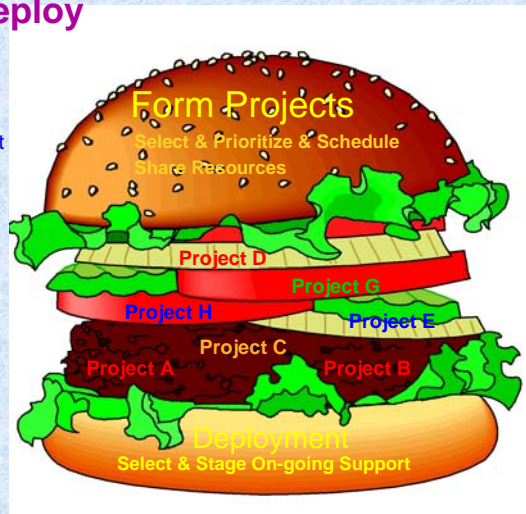 eploy
t
Form Projects
Select & Prioritize & Schedule
Share Resources
Project D
Project G
Project H
Project E
Project C
Project A
Project B
Deployment
Select & Stage On-going Support